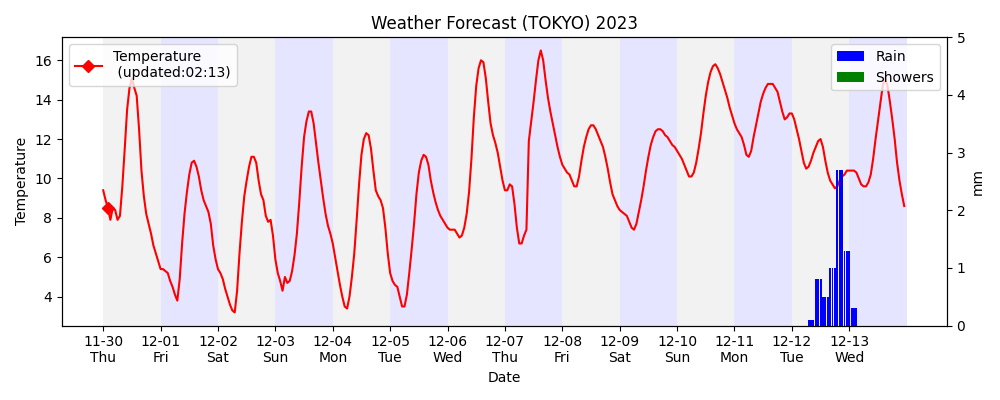 Weather Forecast (TOKYO) 2023
Temperature
(updated:02:13)
Rain
Showers
Temperature
16
14
12
10
8
6
4
5
4
3
2
1
0
mm
11-30 12-01 12-02 12-03 12-04 12-05 12-06 12-07 12-08 12-09 12-10 12-11 12-12 12-13
Thu Fri Sat Sun Mon Tue Wed Thu Fri Sat Sun Mon Tue Wed
Date